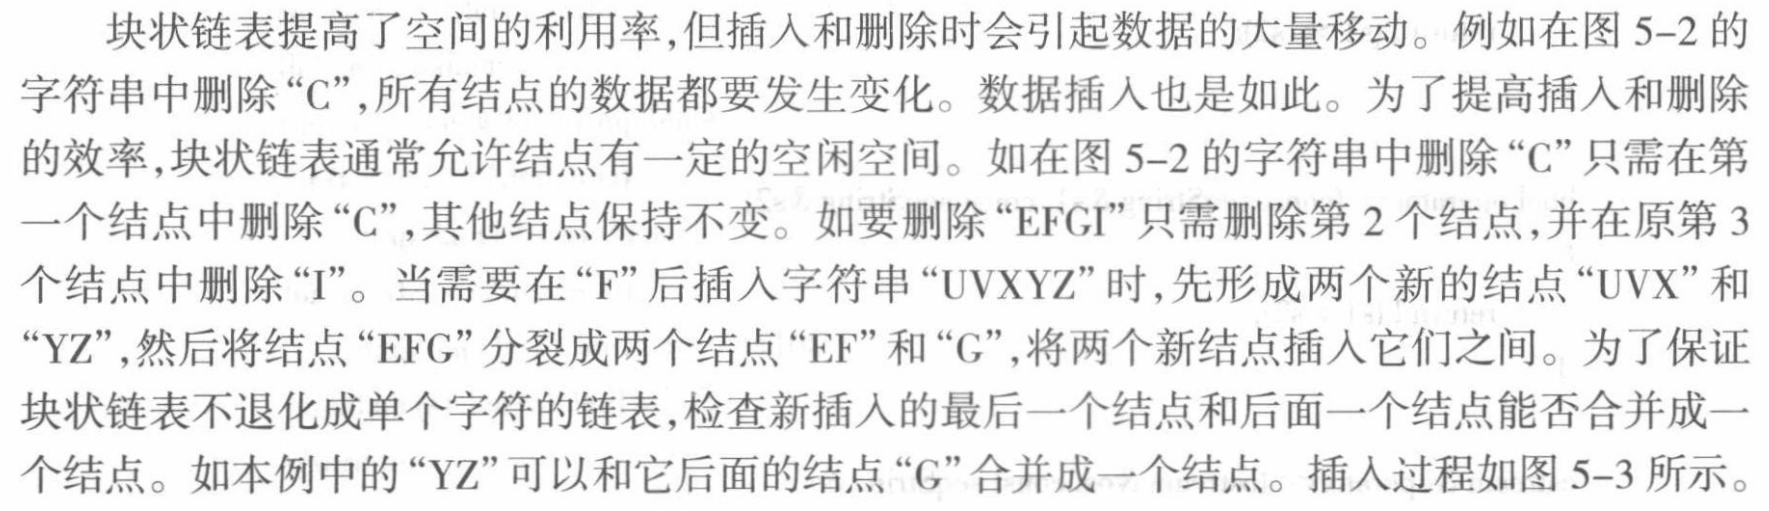 块状链表提高了空间的利用率,但插入和删除时会引起数据的大量移动。例如在图 5-2 的
字符串中删除“C”,所有结点的数据都要发生变化。数据插入也是如此。为了提高插入和删除
的效率,块状链表通常允许结点有一定的空闲空间。如在图 5-2 的字符串中删除“C”只需在第
一个结点中删除“C”,其他结点保持不变。如要删除“EFGI”只需删除第 2 个结点,并在原第 3
个结点中删除“I”。当需要在“F”后插入字符串“UVXYZ”时,先形成两个新的结点“UVX”和
“YZ”,然后将结点“EFG”分裂成两个结点“EF”和“G”,将两个新结点插入它们之间。为了保证
块状链表不退化成单个字符的链表,检查新插入的最后一个结点和后面一个结点能否合并成一
个结点。如本例中的“YZ”可以和它后面的结点“G”合并成一个结点。插入过程如图 5-3 所示。